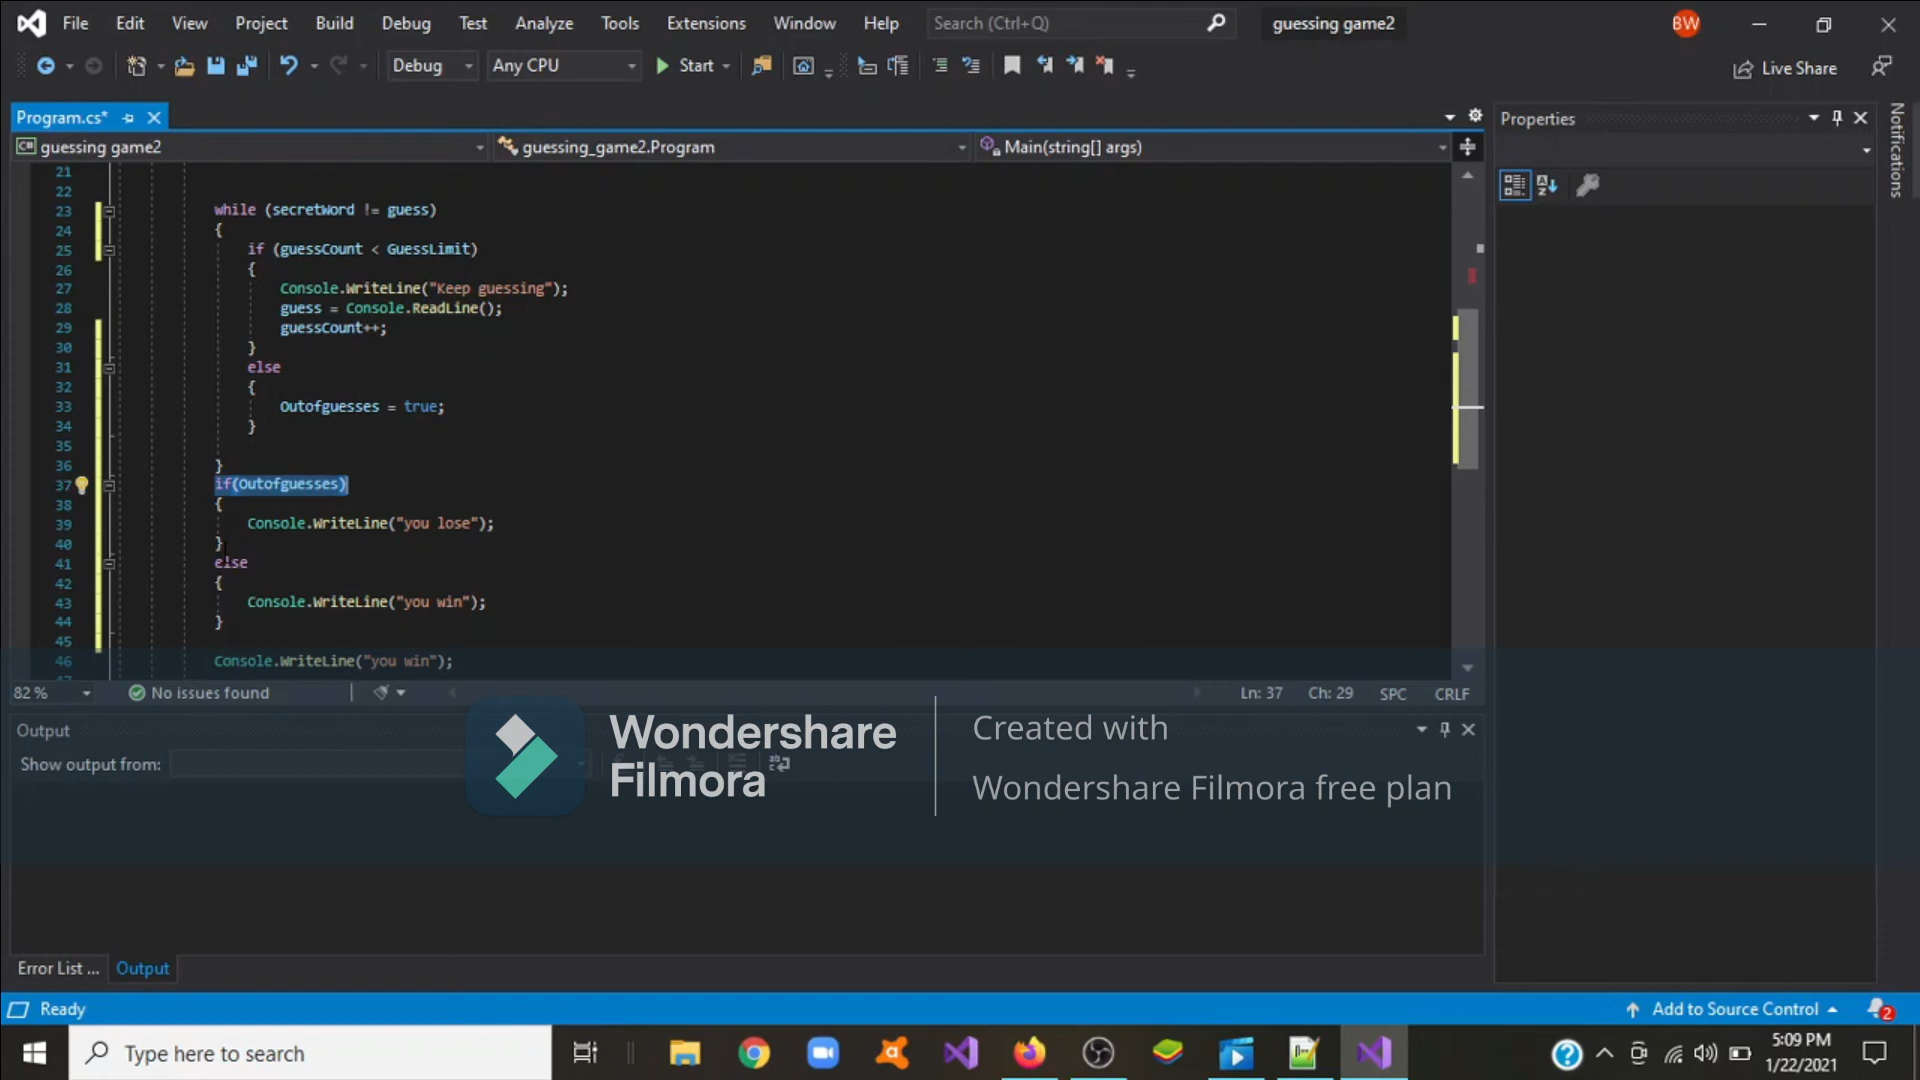 File Edit View Project Build Debug Test Analyze Tools Extensions Window Help Search (Ctrl+Q) guessing game2 BW
Debug Any CPU Start Live Share
Program.cs*
Properties
Notifications
C# guessing game2 guessing_game2.Program Main(string[] args)
21
22
23 while (secretWord != guess)
24 {
25 if (guessCount < GuessLimit)
26 {
27 Console.WriteLine("Keep guessing");
28 guess = Console.ReadLine();
29 guessCount++;
30 }
31 else
32 {
33 Outofguesses = true;
34 }
35
36 }
37 if(Outofguesses)
38 {
39 Console.WriteLine("you lose");
40 }
41 else
42 {
43 Console.WriteLine("you win");
44 }
45
46 Console.WriteLine("you win");
82 % No issues found Ln: 37 Ch: 29 SPC CRLF
Output
Show output from:
Wondershare
Filmora
Created with
Wondershare Filmora free plan
Error List ... Output
Ready Add to Source Control 2
Type here to search
5:09 PM
1/22/2021